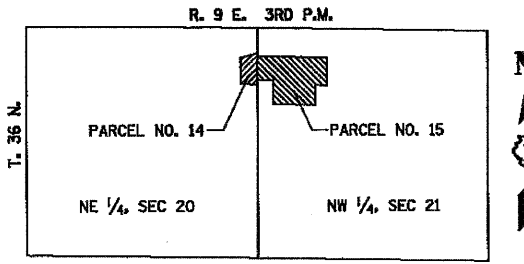 R. 9 E. 3RD P.M.
T. 36 N.
PARCEL NO. 14
PARCEL NO. 15
NE 1/4, SEC 20
NW 1/4, SEC 21